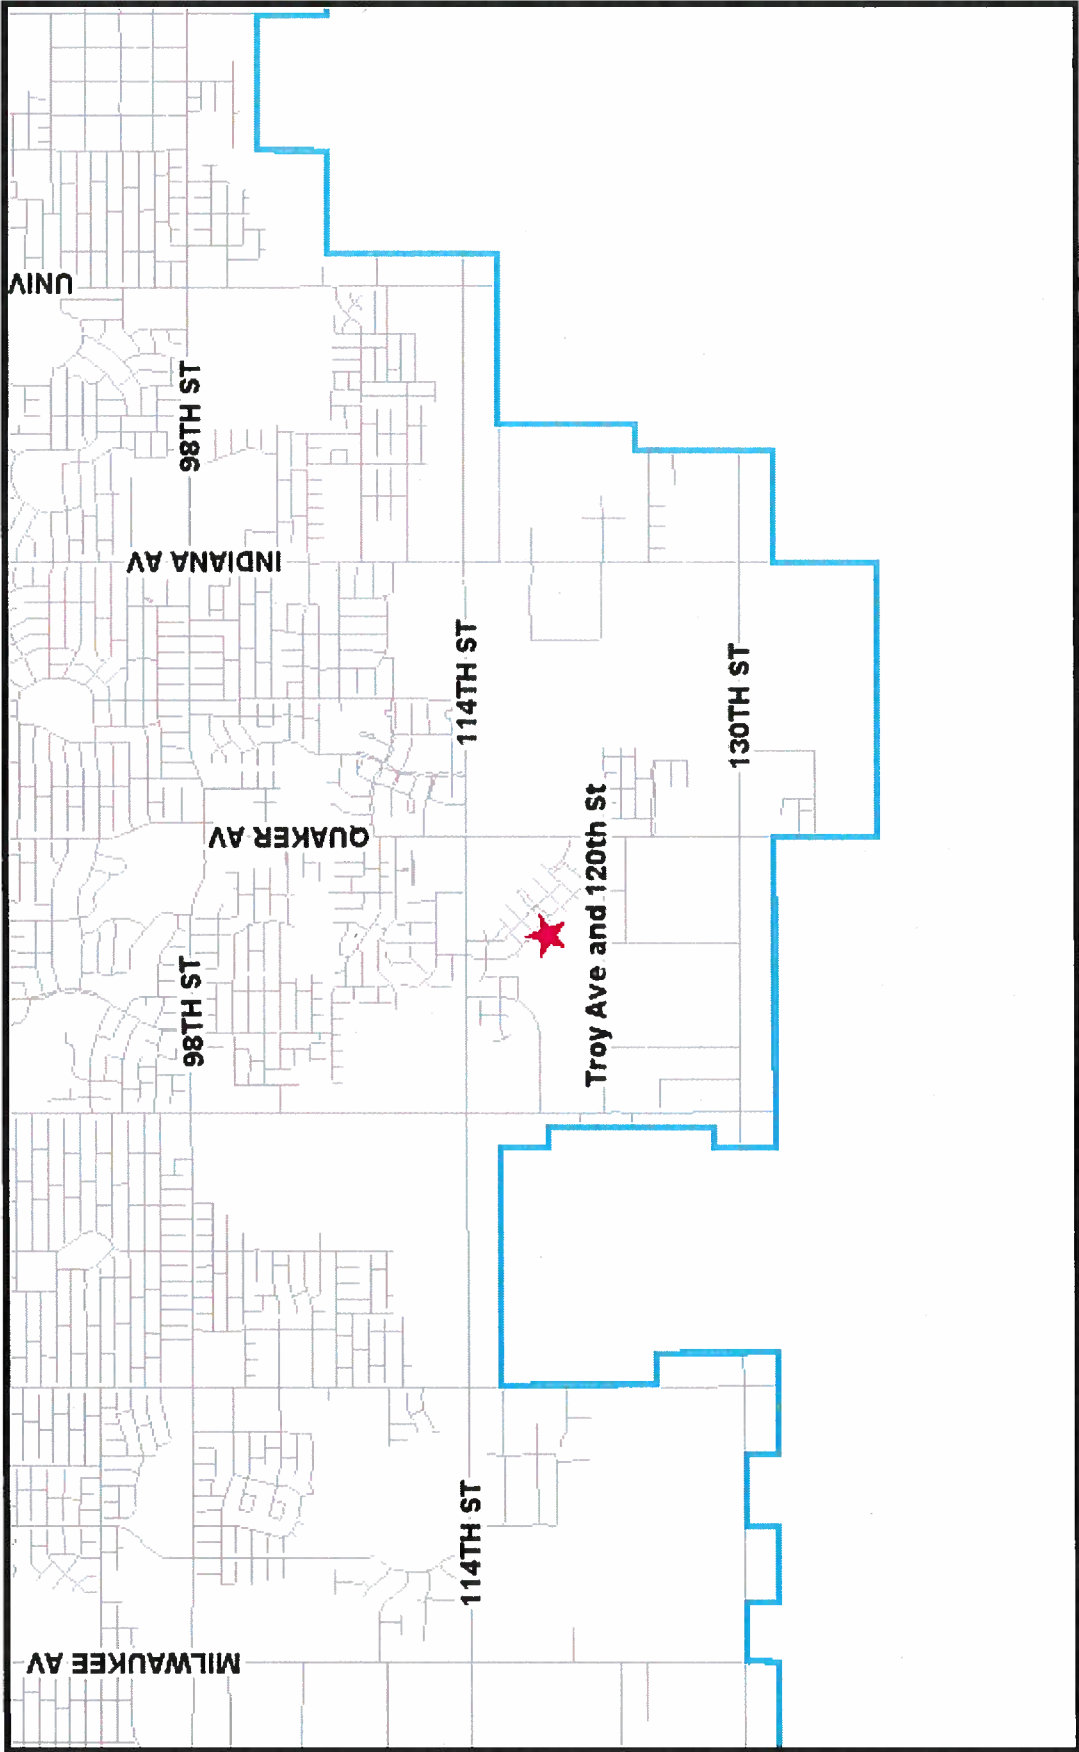 UNIV
98TH ST
INDIANA AV
114TH ST
130TH ST
QUAKER AV
Troy Ave and 120th St
98TH ST
114TH ST
MILWAUKEE AV